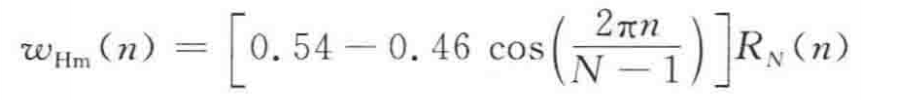 w_Hm(n) = [0.54 − 0.46 cos(2πn / (N − 1))] R_N(n)